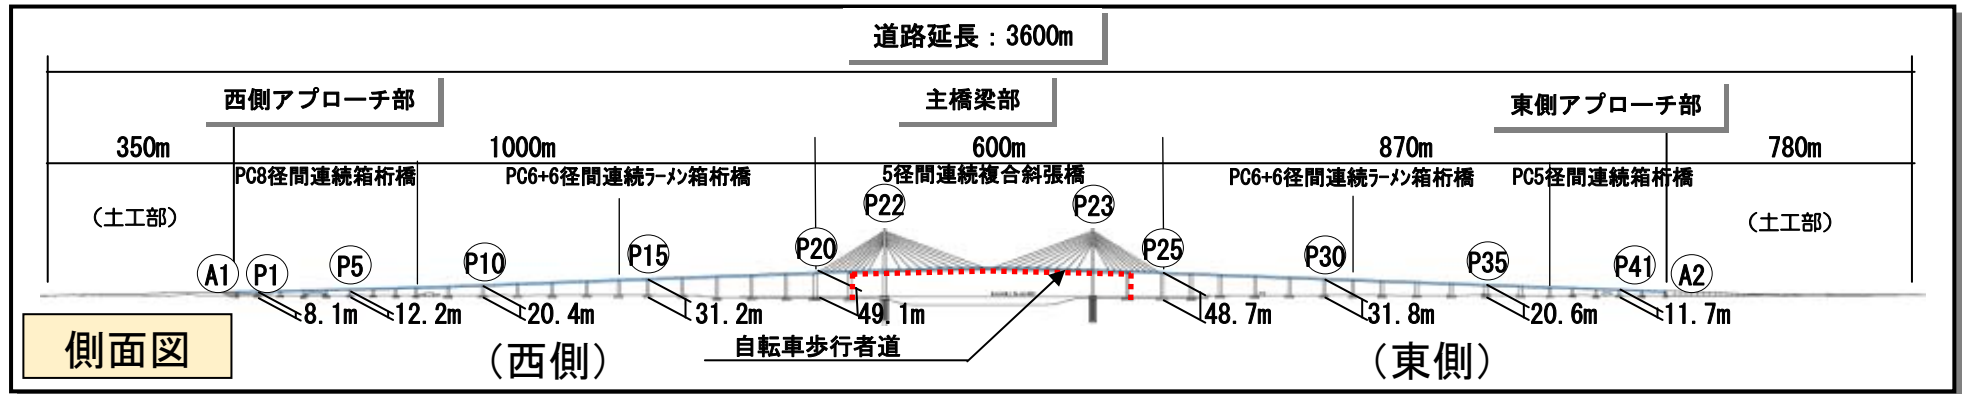 道路延長：3600m
西側アプローチ部
主橋梁部
東側アプローチ部
350m
1000m
600m
870m
780m
PC8径間連続箱桁橋
PC6+6径間連続ラーメン箱桁橋
5径間連続複合斜張橋
PC6+6径間連続ラーメン箱桁橋
PC5径間連続箱桁橋
（土工部）
（土工部）
P22
P23
A1
P1
P5
P10
P15
P20
P25
P30
P35
P41
A2
8.1m
12.2m
20.4m
31.2m
49.1m
48.7m
31.8m
20.6m
11.7m
側面図
（西側）
自転車歩行者道
（東側）